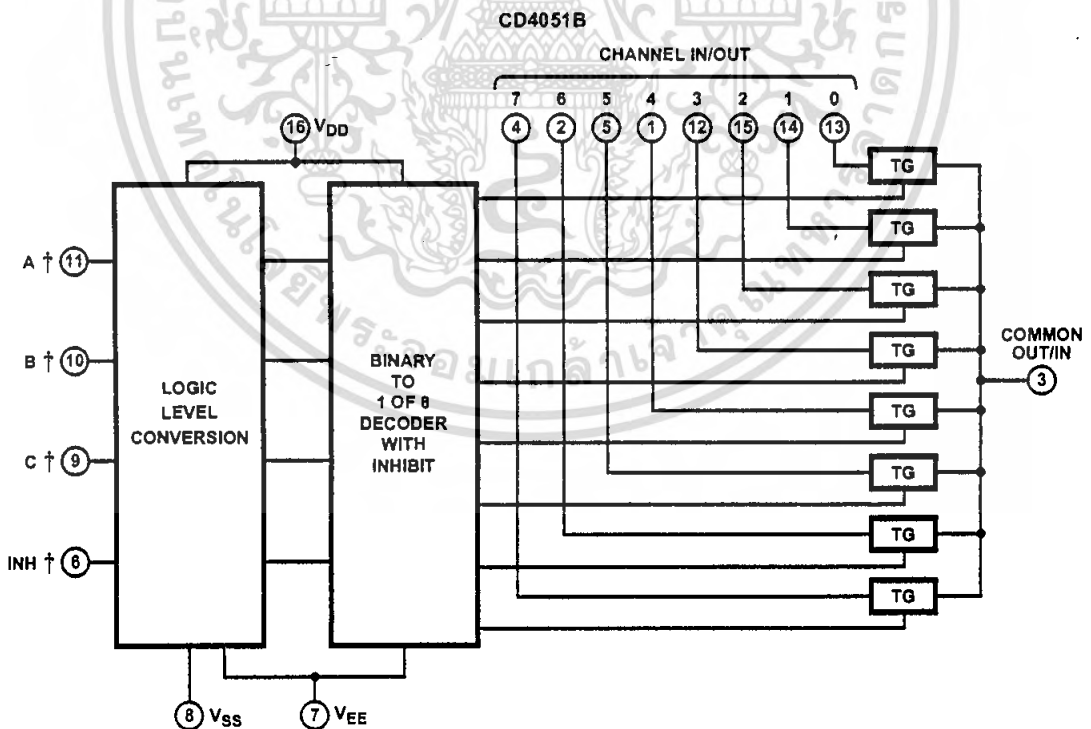 CD4051B
CHANNEL IN/OUT
7 6 5 4 3 2 1 0
4 2 5 1 12 15 14 13
16 VDD
TG
TG
TG
TG
TG
TG
TG
TG
A † 11
B † 10
C † 9
INH † 6
LOGIC
LEVEL
CONVERSION
BINARY
TO
1 OF 8
DECODER
WITH
INHIBIT
COMMON
OUT/IN
3
8 VSS
7 VEE